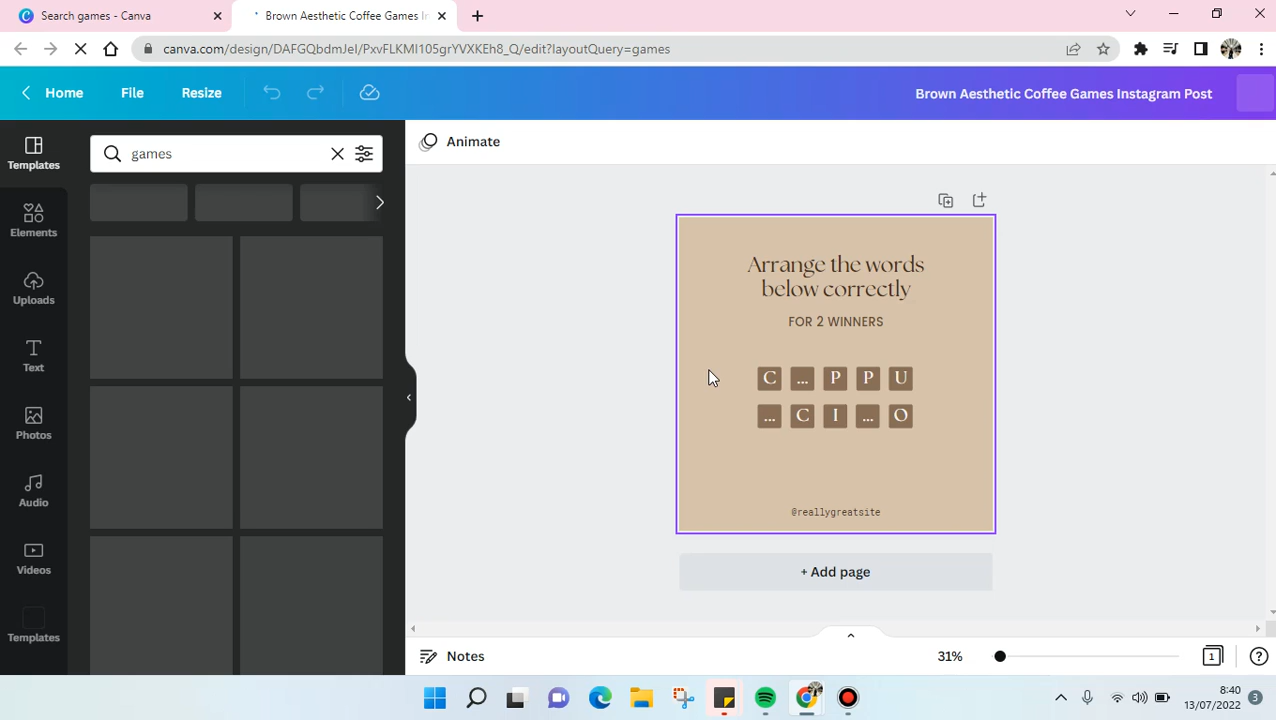 Search games - Canva
Brown Aesthetic Coffee Games In
canva.com/design/DAFGQbdmJeI/PxvFLKMI105grYVXKEh8_Q/edit?layoutQuery=games
Home
File
Resize
Brown Aesthetic Coffee Games Instagram Post
Templates
games
Animate
Elements
Uploads
Text
Photos
Audio
Videos
Templates
Arrange the words
below correctly
FOR 2 WINNERS
C ... P P U
... C I ... O
@reallygreatsite
+ Add page
Notes
31%
1
8:40
13/07/2022
3